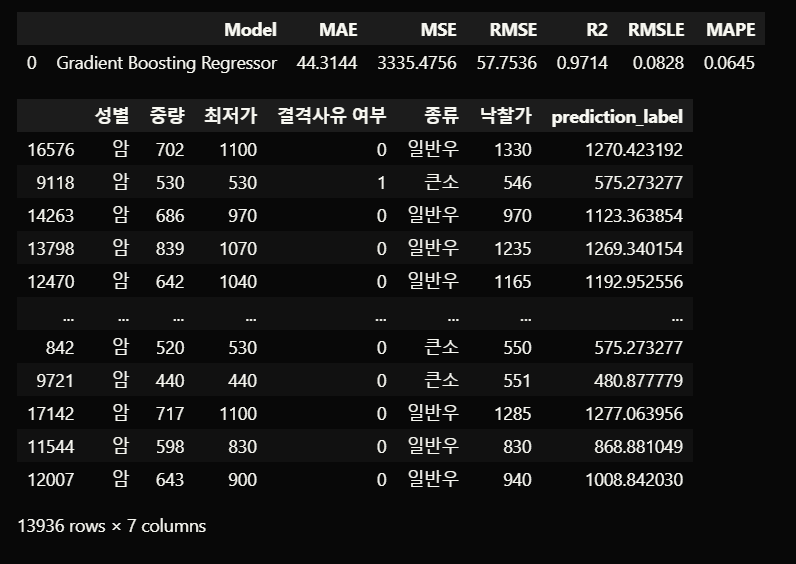 Model MAE MSE RMSE R2 RMSLE MAPE
0 Gradient Boosting Regressor 44.3144 3335.4756 57.7536 0.9714 0.0828 0.0645
성별 중량 최저가 결격사유 여부 종류 낙찰가 prediction_label
16576 암 702 1100 0 일반우 1330 1270.423192
9118 암 530 530 1 큰소 546 575.273277
14263 암 686 970 0 일반우 970 1123.363854
13798 암 839 1070 0 일반우 1235 1269.340154
12470 암 642 1040 0 일반우 1165 1192.952556
... ... ... ... ... ... ... ...
842 암 520 530 0 큰소 550 575.273277
9721 암 440 440 0 큰소 551 480.877779
17142 암 717 1100 0 일반우 1285 1277.063956
11544 암 598 830 0 일반우 830 868.881049
12007 암 643 900 0 일반우 940 1008.842030
13936 rows × 7 columns